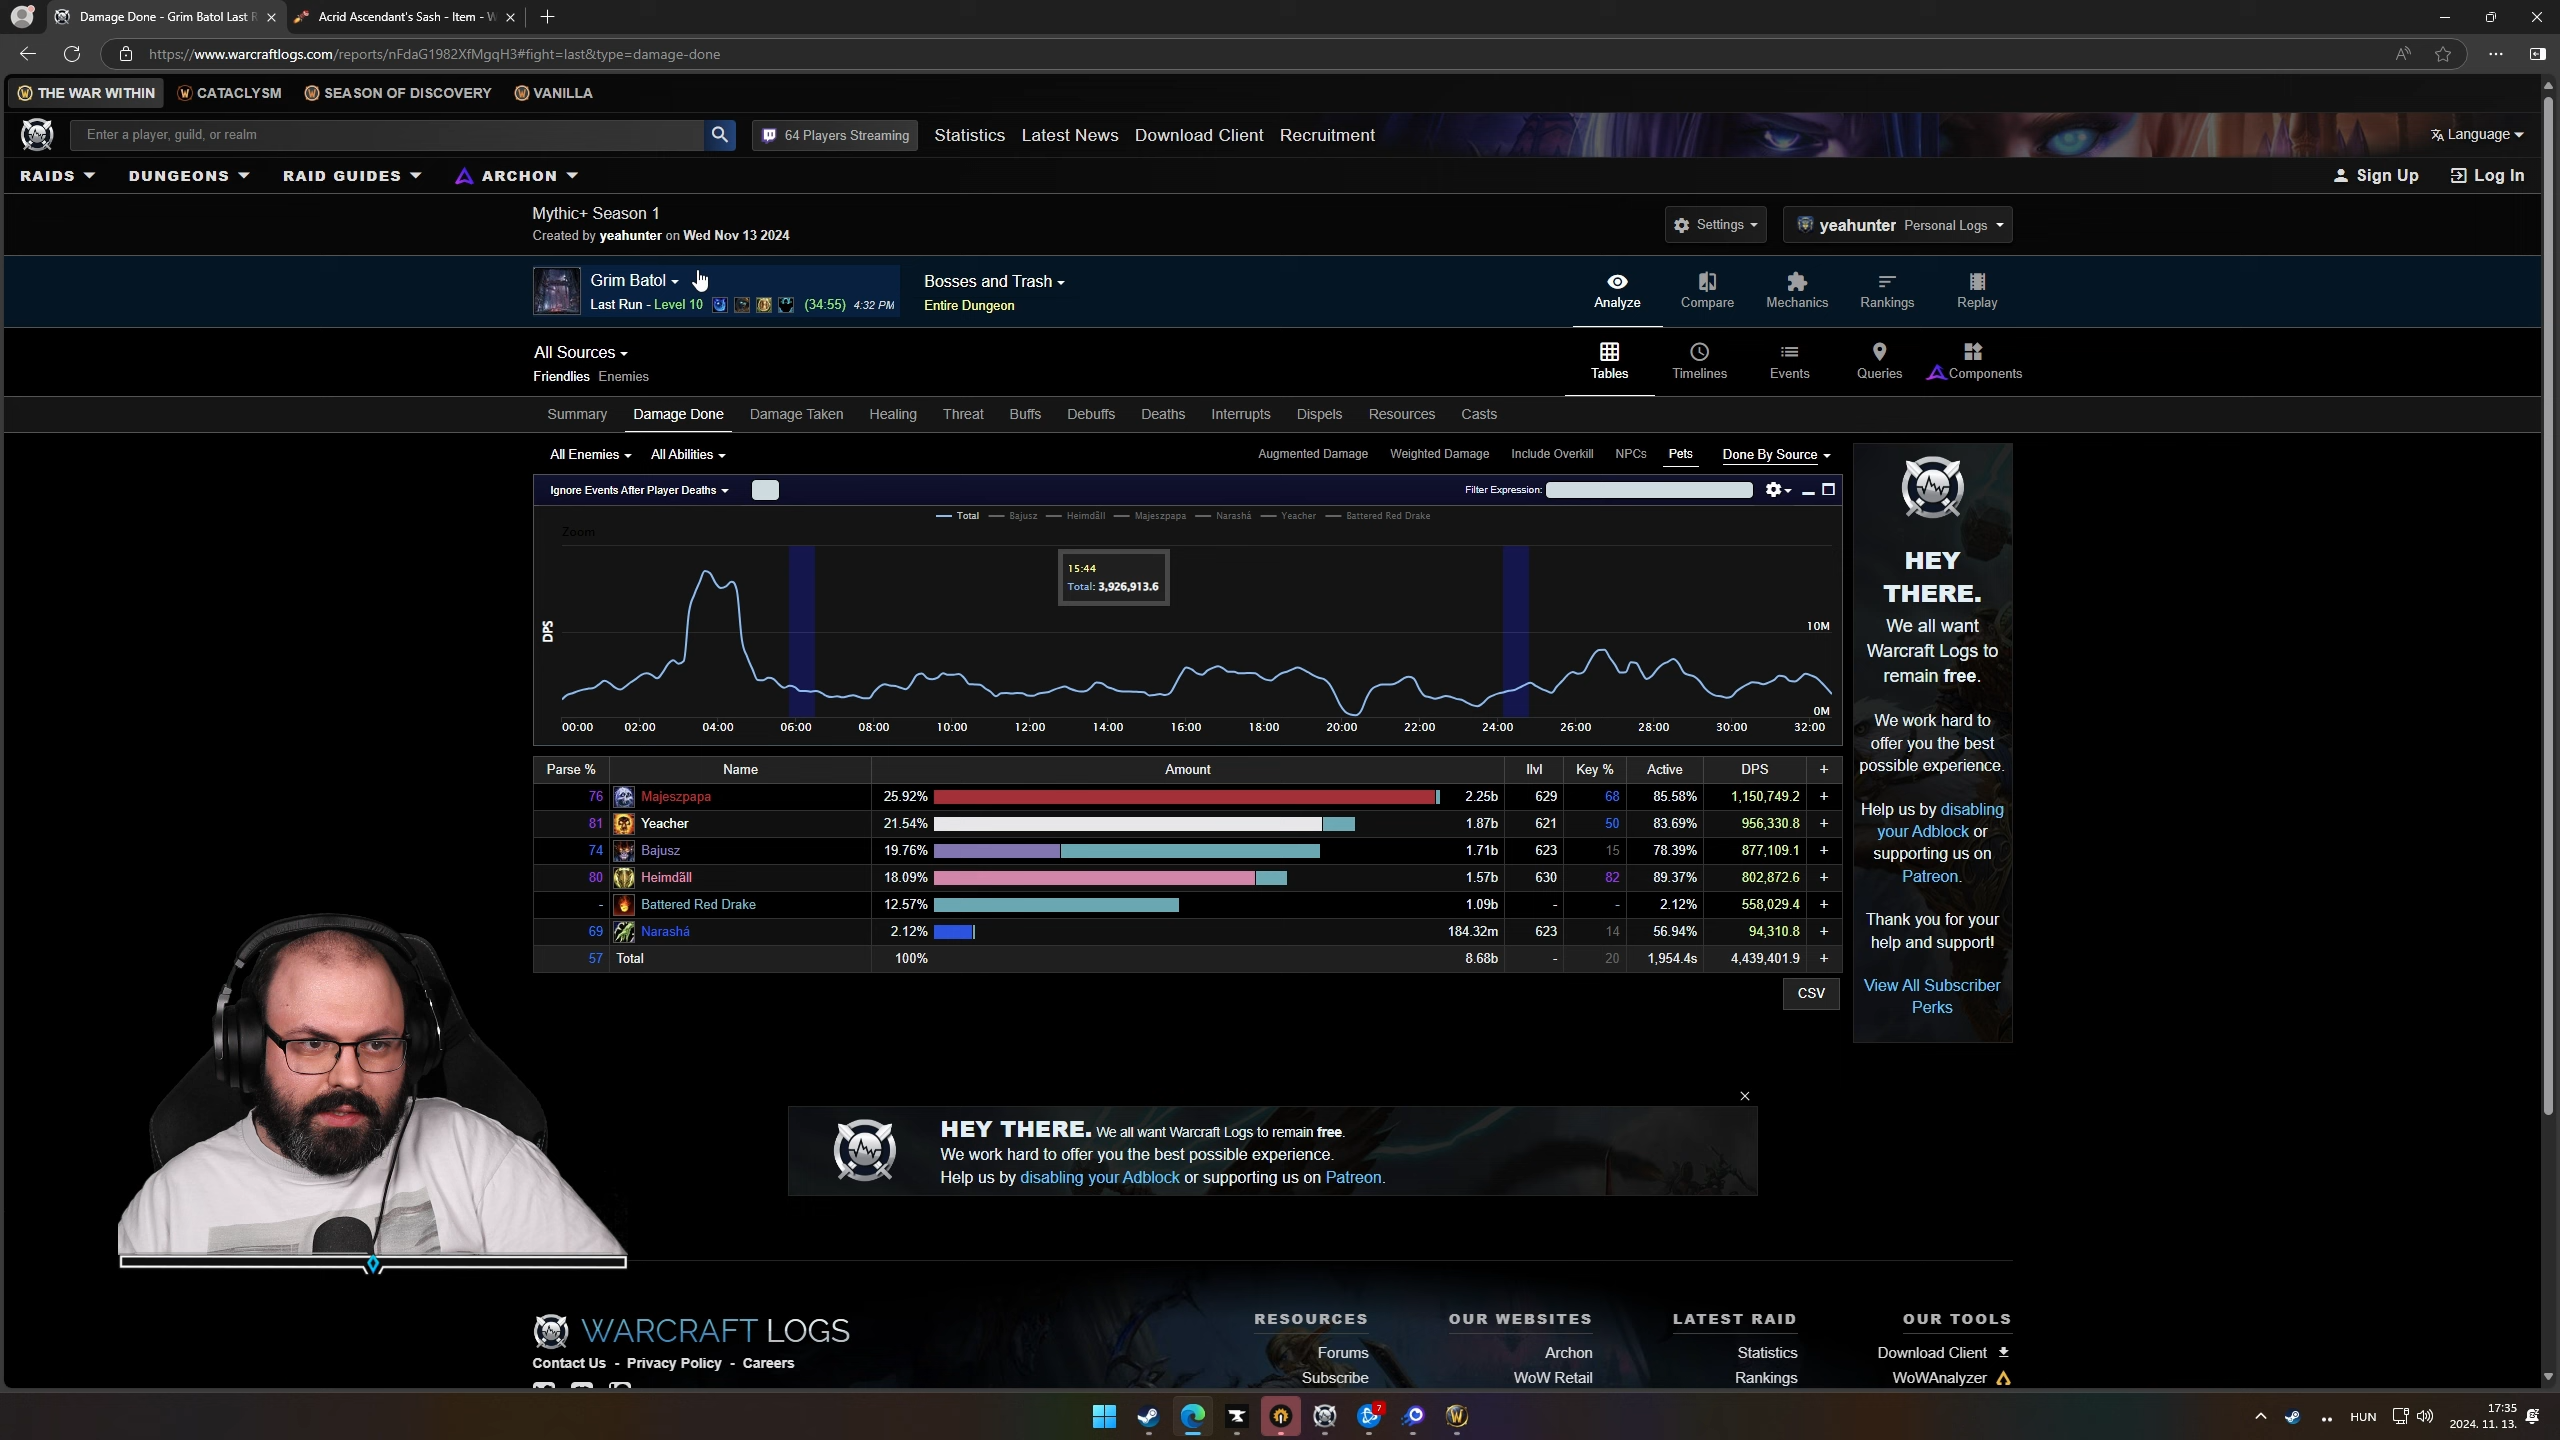 Damage Done - Grim Batol Last R
Acrid Ascendant's Sash - Item - W
https://www.warcraftlogs.com/reports/nFdaG1982XfMgqH3#fight=last&type=damage-done
THE WAR WITHIN CATACLYSM SEASON OF DISCOVERY VANILLA
Enter a player, guild, or realm
64 Players Streaming Statistics Latest News Download Client Recruitment
Language
RAIDS DUNGEONS RAID GUIDES ARCHON
Sign Up Log In
Mythic+ Season 1
Created by yeahunter on Wed Nov 13 2024
Settings yeahunter Personal Logs
Grim Batol
Last Run - Level 10 (34:55) 4:32 PM
Bosses and Trash
Entire Dungeon
Analyze Compare Mechanics Rankings Replay
All Sources
Friendlies Enemies
Tables Timelines Events Queries Components
Summary Damage Done Damage Taken Healing Threat Buffs Debuffs Deaths Interrupts Dispels Resources Casts
All Enemies All Abilities
Augmented Damage Weighted Damage Include Overkill NPCs Pets Done By Source
Ignore Events After Player Deaths
Filter Expression:
Total Bajusz Heimdãll Majeszpapa Narashá Yeacher Battered Red Drake
Zoom
15:44
Total: 3,926,913.6
DPS
10M
0M
00:00 02:00 04:00 06:00 08:00 10:00 12:00 14:00 16:00 18:00 20:00 22:00 24:00 26:00 28:00 30:00 32:00
Parse % Name Amount Ilvl Key % Active DPS +
76 Majeszpapa 25.92% 2.25b 629 68 85.58% 1,150,749.2 +
81 Yeacher 21.54% 1.87b 621 50 83.69% 956,330.8 +
74 Bajusz 19.76% 1.71b 623 15 78.39% 877,109.1 +
80 Heimdãll 18.09% 1.57b 630 82 89.37% 802,872.6 +
- Battered Red Drake 12.57% 1.09b - - 2.12% 558,029.4 +
69 Narashá 2.12% 184.32m 623 14 56.94% 94,310.8 +
57 Total 100% 8.68b - 20 1,954.4s 4,439,401.9 +
CSV
HEY
THERE.
We all want
Warcraft Logs to
remain free.
We work hard to
offer you the best
possible experience.
Help us by disabling
your Adblock or
supporting us on
Patreon.
Thank you for your
help and support!
View All Subscriber
Perks
HEY THERE. We all want Warcraft Logs to remain free.
We work hard to offer you the best possible experience.
Help us by disabling your Adblock or supporting us on Patreon.
WARCRAFT LOGS
Contact Us - Privacy Policy - Careers
RESOURCES OUR WEBSITES LATEST RAID OUR TOOLS
Forums Archon Statistics Download Client
Subscribe WoW Retail Rankings WoWAnalyzer
7
HUN
17:35
2024. 11. 13.